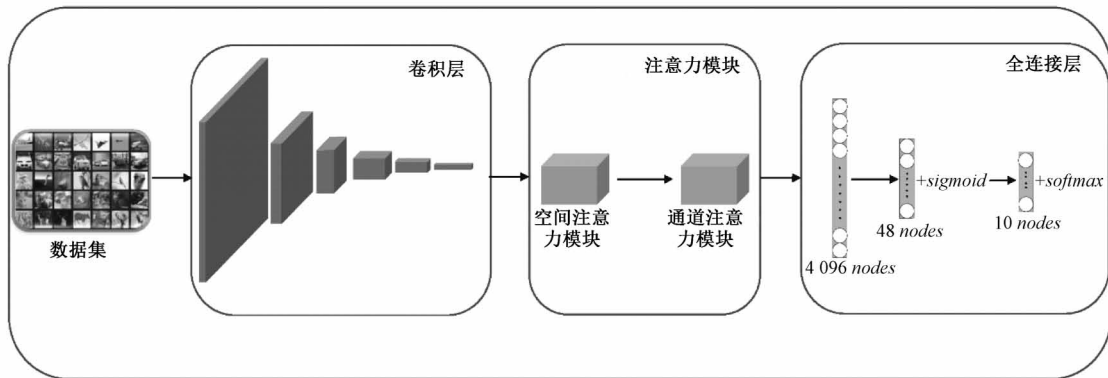 数据集
卷积层
注意力模块
空间注意
力模块
通道注意
力模块
全连接层
4 096 nodes
48 nodes
+sigmoid
10 nodes
+softmax